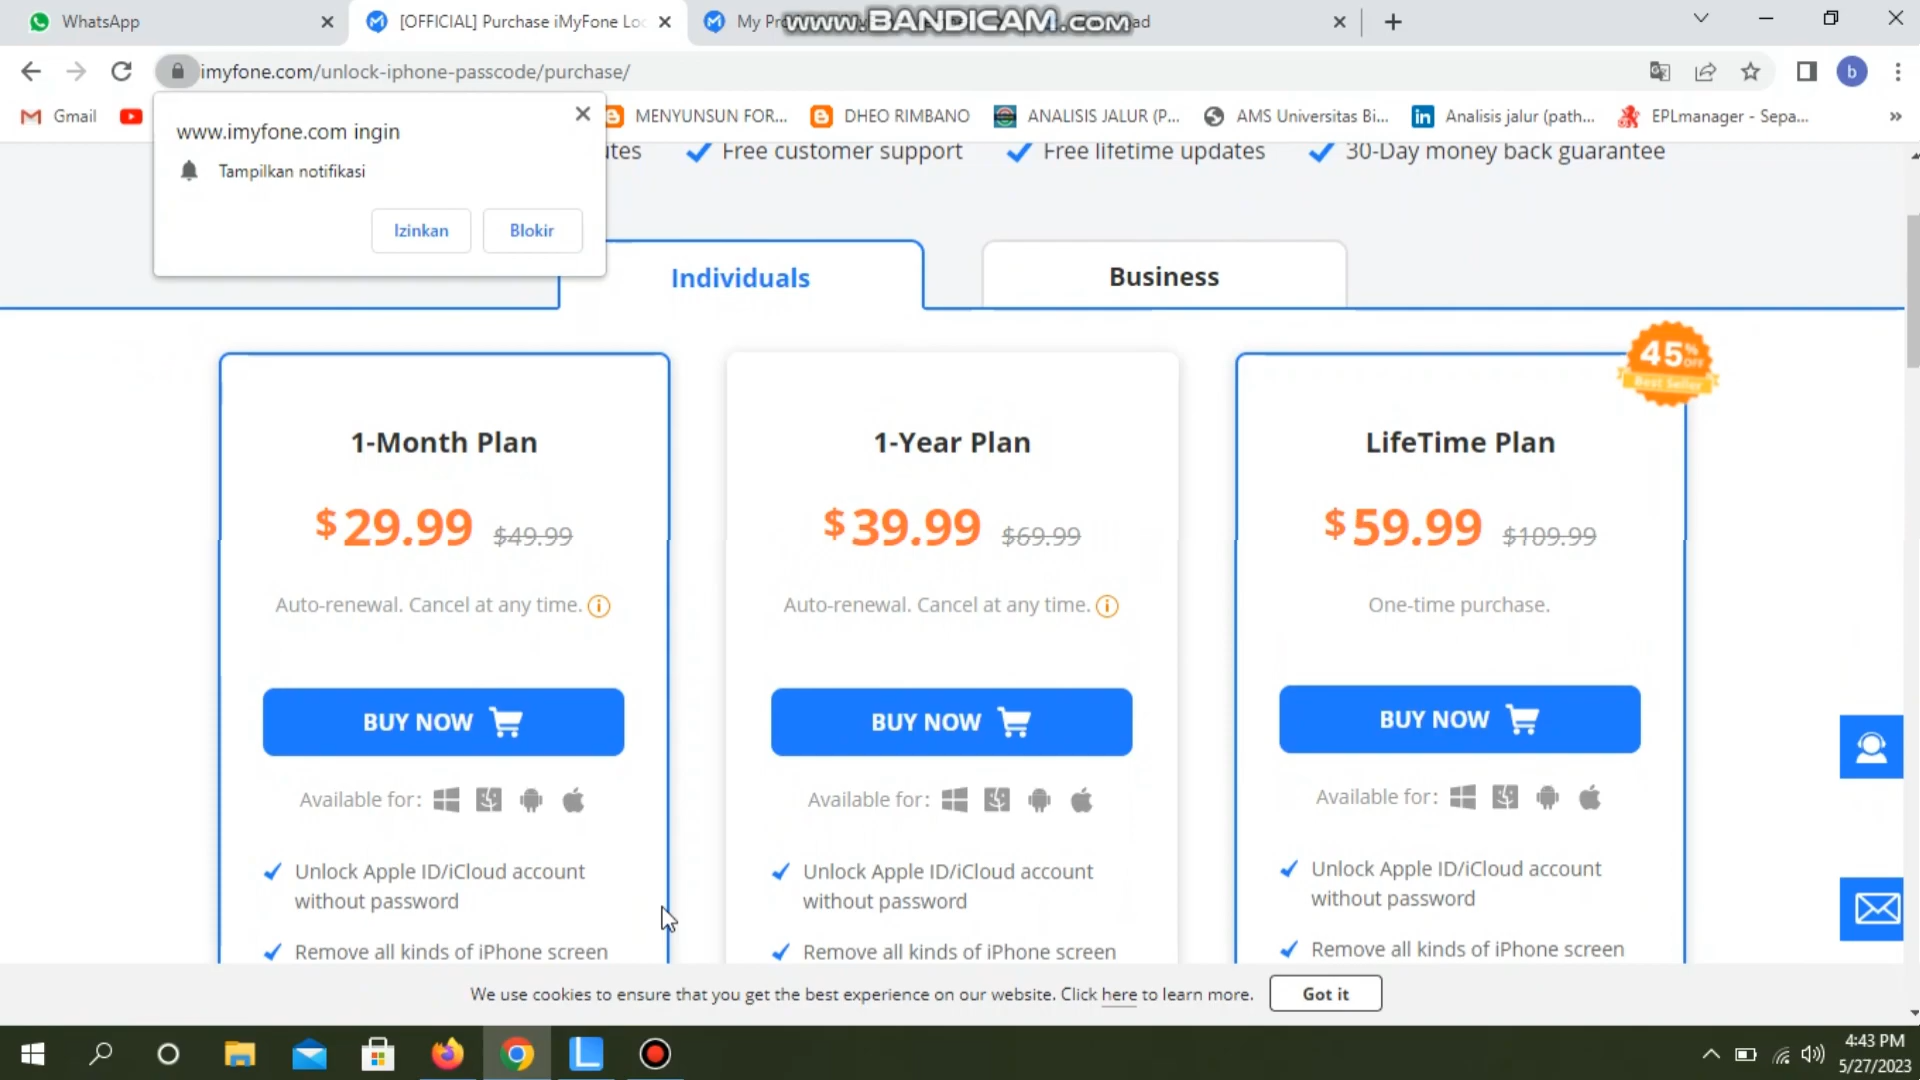 WhatsApp
[OFFICIAL] Purchase iMyFone Loc
My Pro
www.BANDICAM.com
imyfone.com/unlock-iphone-passcode/purchase/
b
Gmail
MENYUNSUN FOR...
DHEO RIMBANO
ANALISIS JALUR (P...
AMS Universitas Bi...
Analisis jalur (path...
EPLmanager - Sepa...
www.imyfone.com ingin
Tampilkan notifikasi
Izinkan
Blokir
Free customer support
Free lifetime updates
30-Day money back guarantee
Individuals
Business
45% OFF
Best Seller
1-Month Plan
$29.99 $49.99
Auto-renewal. Cancel at any time.
BUY NOW
Available for:
Unlock Apple ID/iCloud account
without password
Remove all kinds of iPhone screen
1-Year Plan
$39.99 $69.99
Auto-renewal. Cancel at any time.
BUY NOW
Available for:
Unlock Apple ID/iCloud account
without password
Remove all kinds of iPhone screen
LifeTime Plan
$59.99 $109.99
One-time purchase.
BUY NOW
Available for:
Unlock Apple ID/iCloud account
without password
Remove all kinds of iPhone screen
We use cookies to ensure that you get the best experience on our website. Click here to learn more.
Got it
4:43 PM
5/27/2023